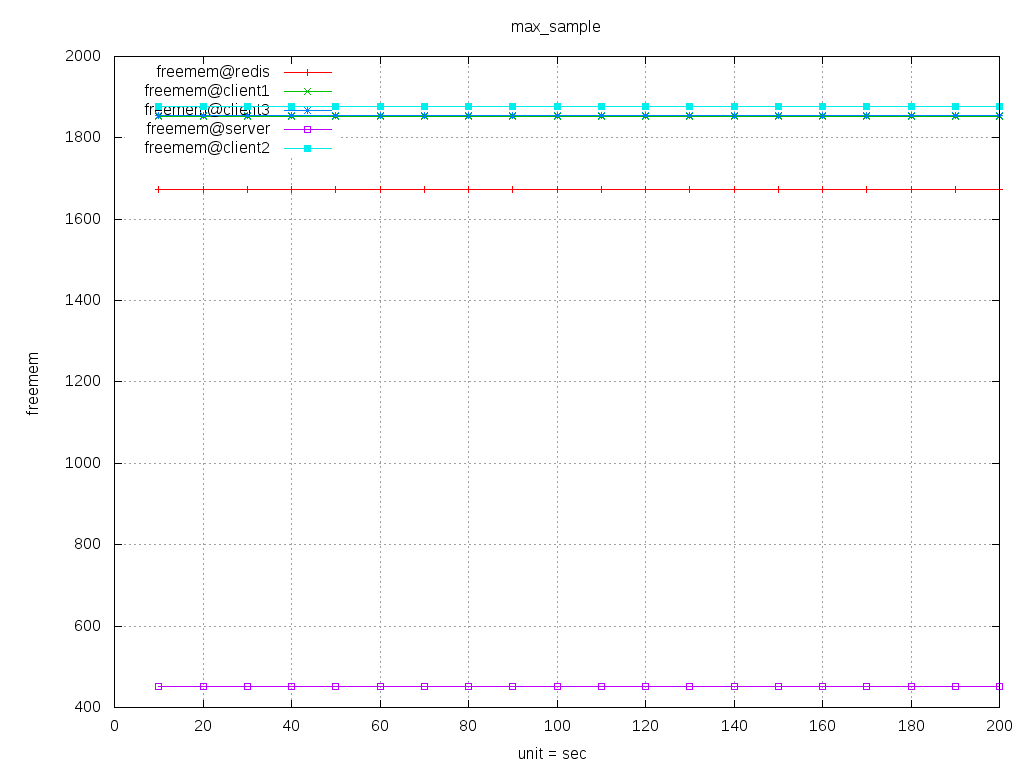 max_sample
freemem@redis
freemem@client1
freemem@client3
freemem@server
freemem@client2
2000
1800
1600
1400
1200
1000
800
600
400
freemem
0 20 40 60 80 100 120 140 160 180 200
unit = sec